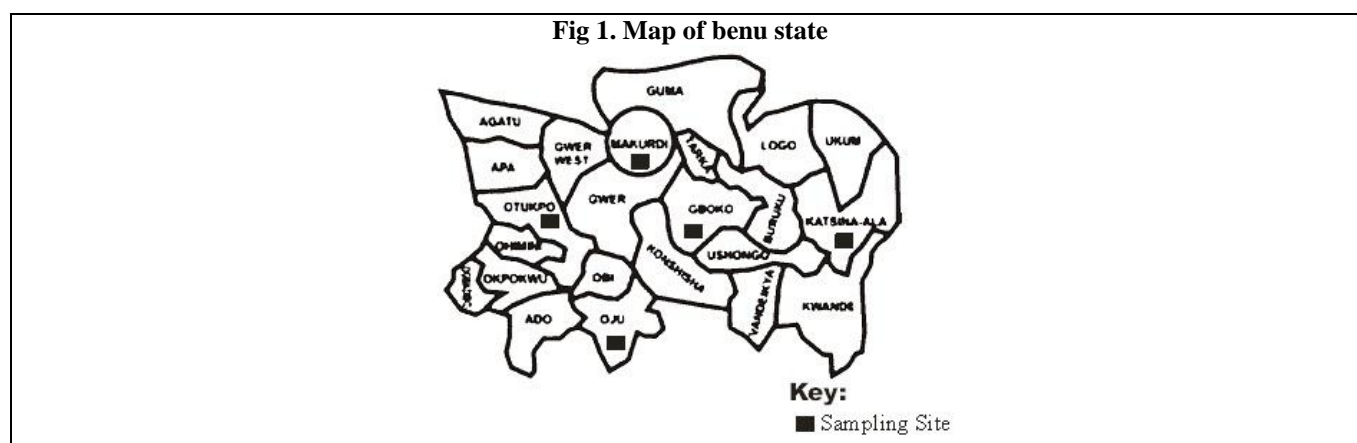 Fig 1. Map of benu state
GUMA
AGATU
MAKURDI
GWER
WEST
TARKA
LOGO
UKUM
APA
OTUKPO
GWER
GBOKO
BURUKU
KATSINA-ALA
OHIMINI
USHONGO
KONSHISHA
OKPOKWU
OBI
VANDEIKYA
KWANDE
ADO
OJU
Key:
Sampling Site